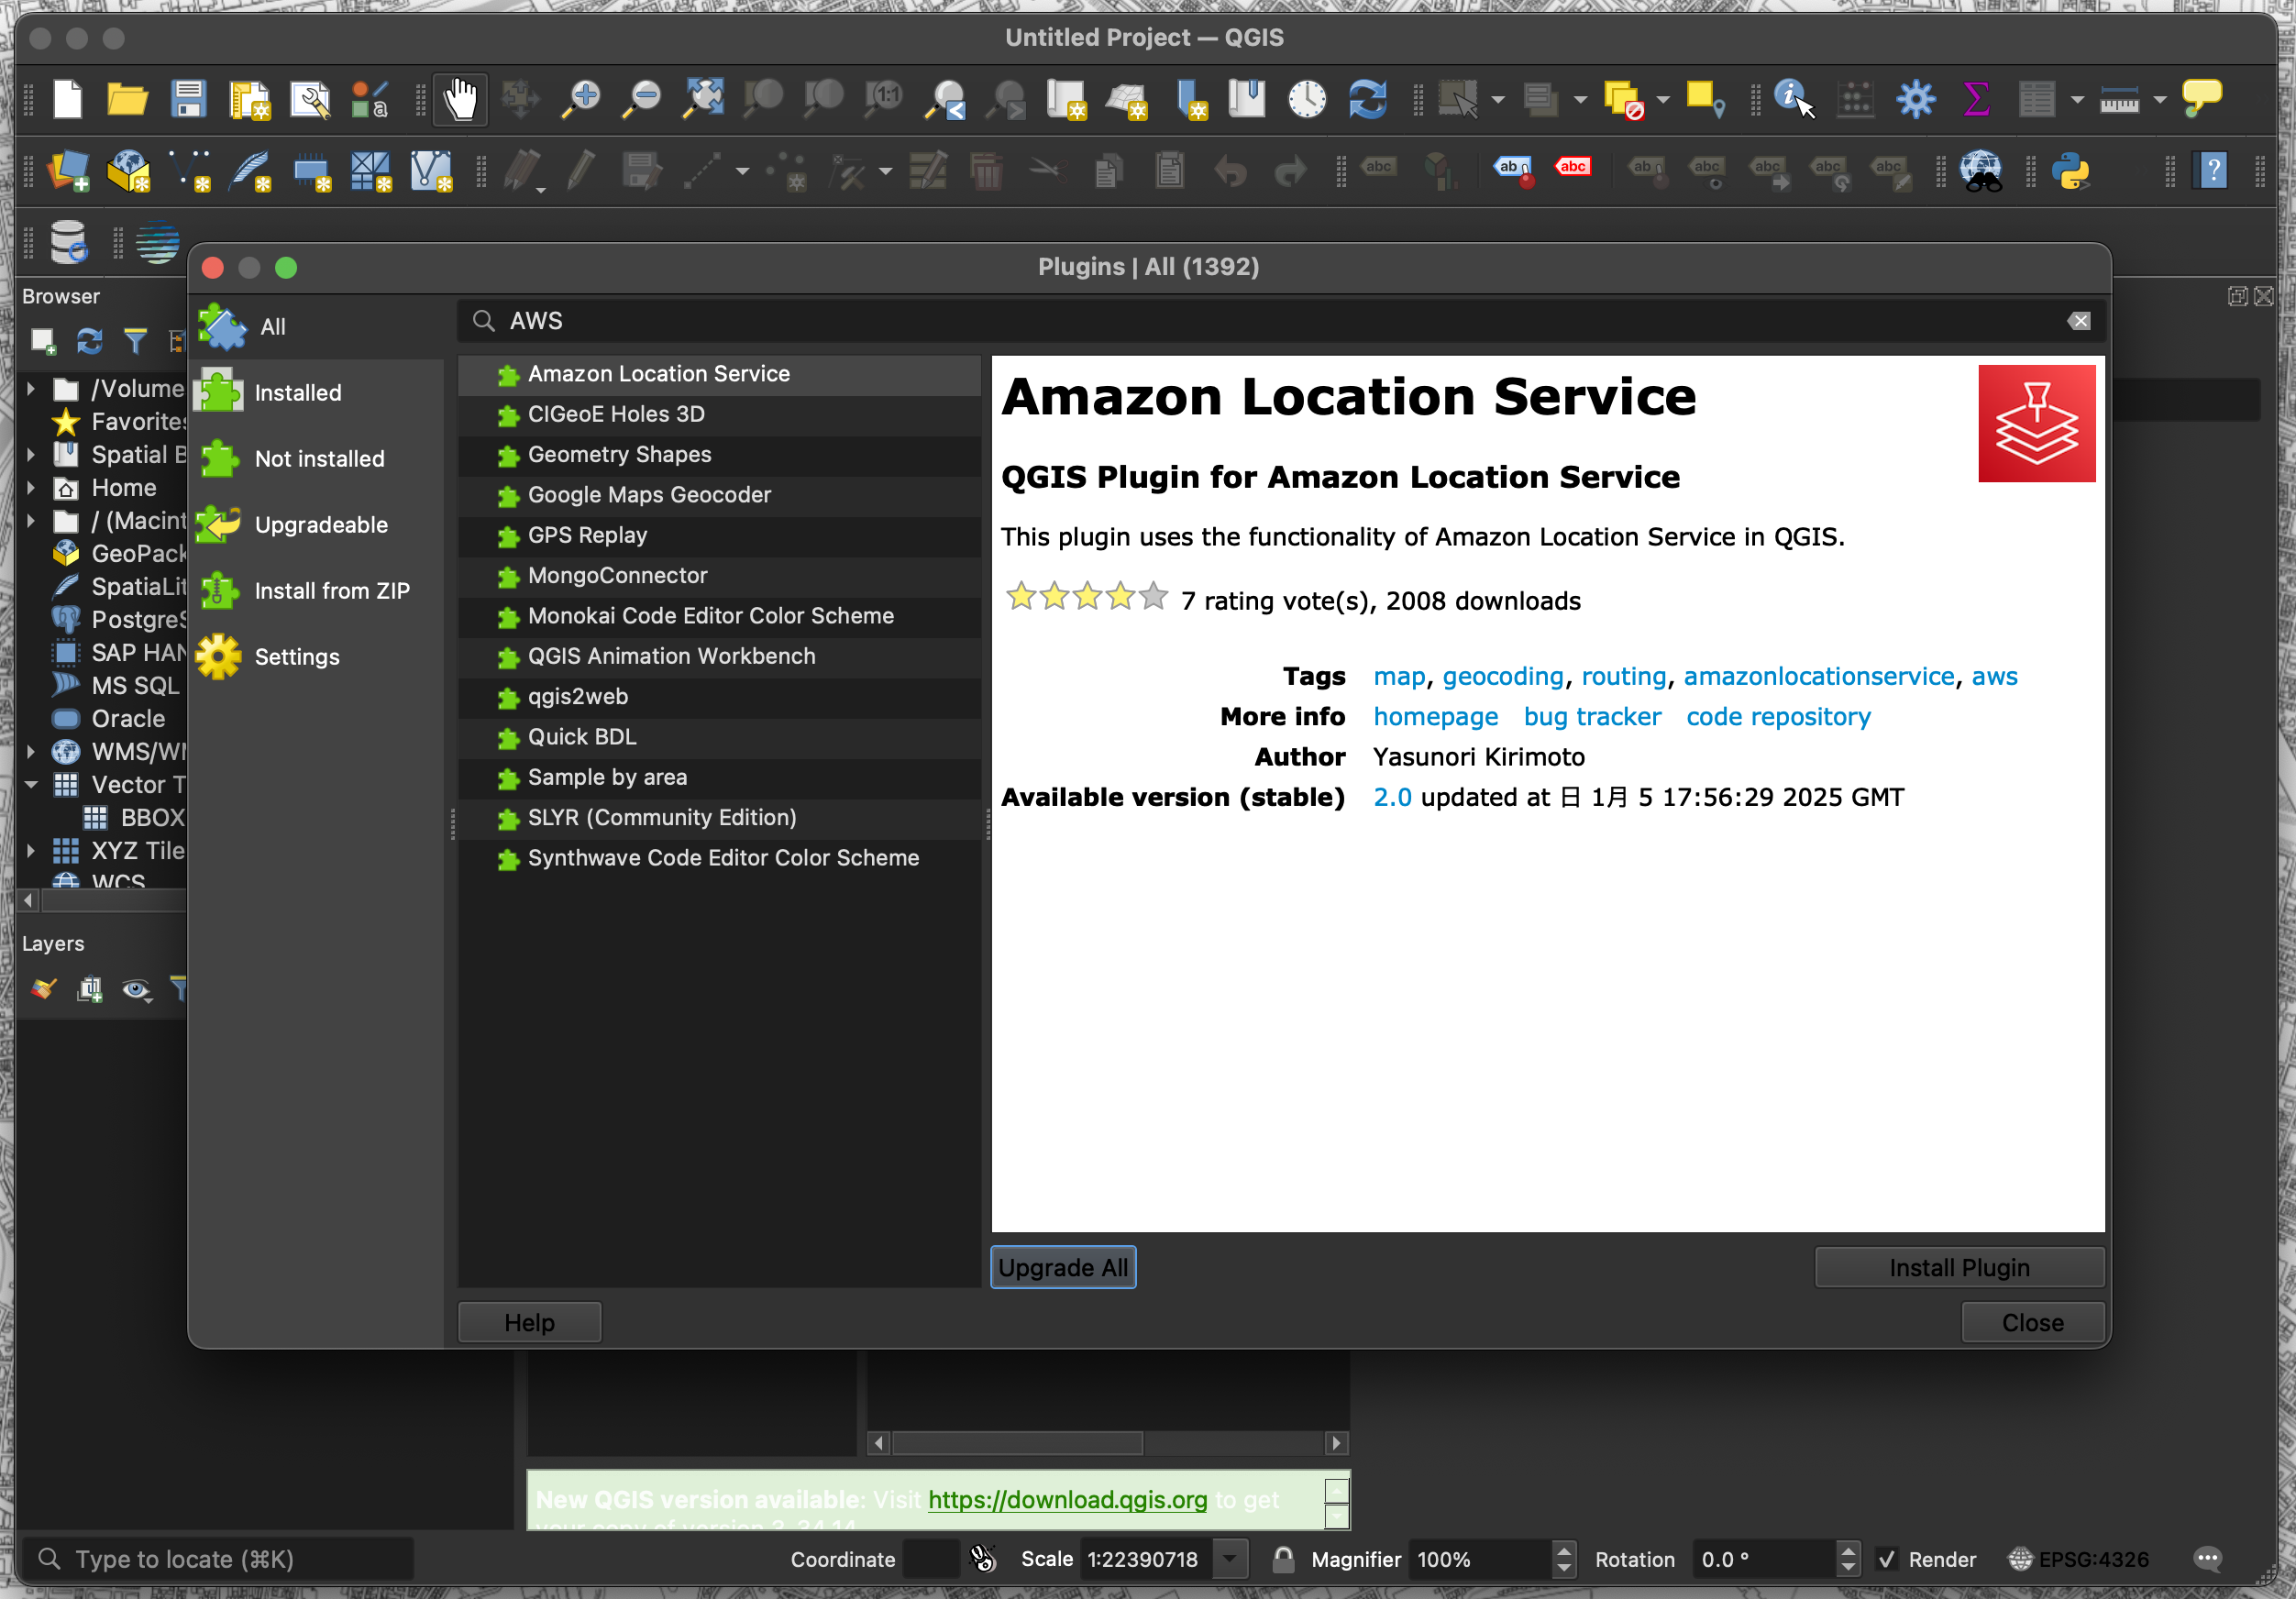 Untitled Project — QGIS
Plugins | All (1392)
Browser
All
AWS
Installed
Not installed
Upgradeable
Install from ZIP
Settings
/Volume
Favorites
Spatial B
Home
/ (Macint
GeoPack
SpatiaLit
PostgreS
SAP HAN
MS SQL
Oracle
WMS/WM
Vector T
BBOX
XYZ Tile
WCS
Layers
Amazon Location Service
CIGeoE Holes 3D
Geometry Shapes
Google Maps Geocoder
GPS Replay
MongoConnector
Monokai Code Editor Color Scheme
QGIS Animation Workbench
qgis2web
Quick BDL
Sample by area
SLYR (Community Edition)
Synthwave Code Editor Color Scheme
Amazon Location Service
QGIS Plugin for Amazon Location Service
This plugin uses the functionality of Amazon Location Service in QGIS.
7 rating vote(s), 2008 downloads
Tags map, geocoding, routing, amazonlocationservice, aws
More info homepage bug tracker code repository
Author Yasunori Kirimoto
Available version (stable) 2.0 updated at 日 1月 5 17:56:29 2025 GMT
Upgrade All
Install Plugin
Help
Close
New QGIS version available: Visit https://download.qgis.org to get
your copy of version 3.34.14
Type to locate (⌘K)
Coordinate
Scale 1:22390718
Magnifier 100%
Rotation 0.0 °
Render
EPSG:4326